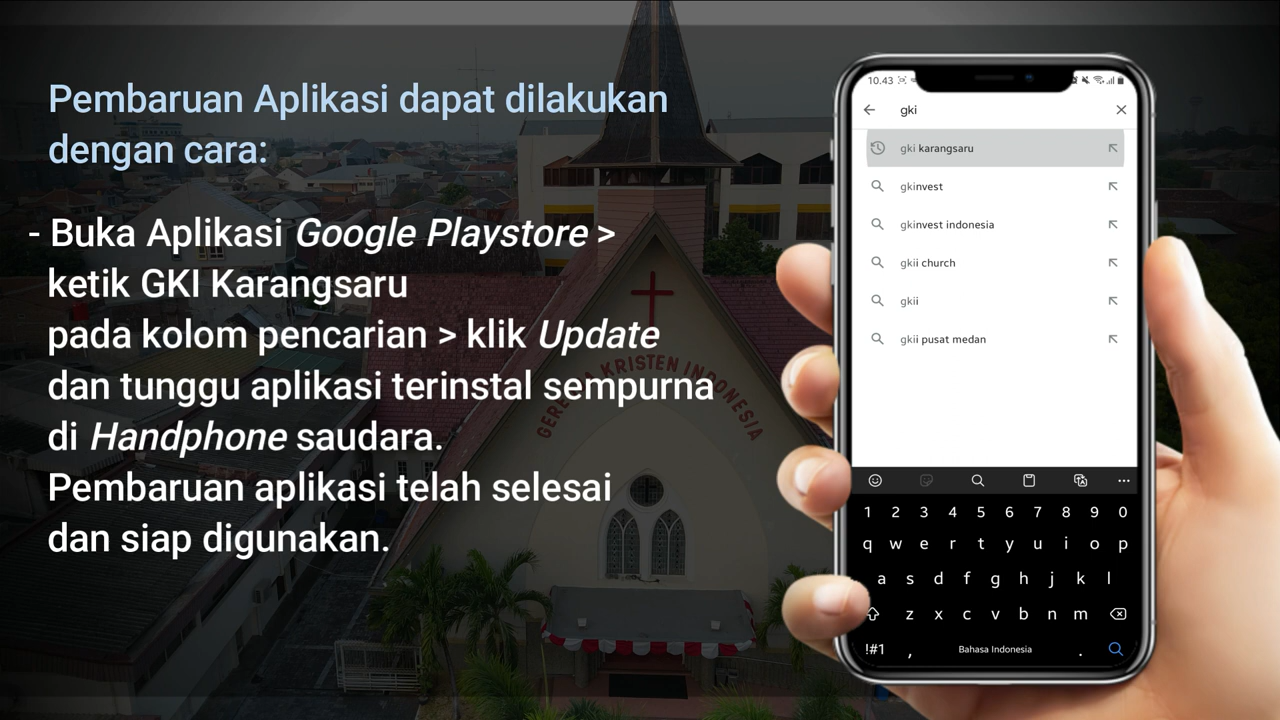 Pembaruan Aplikasi dapat dilakukan
dengan cara:
- Buka Aplikasi Google Playstore >
ketik GKI Karangsaru
pada kolom pencarian > klik Update
dan tunggu aplikasi terinstal sempurna
di Handphone saudara.
Pembaruan aplikasi telah selesai
dan siap digunakan.
GEREJA KRISTEN INDONESIA
10.43
gki
gki karangsaru
gkinvest
gkinvest indonesia
gkii church
gkii
gkii pusat medan
1 2 3 4 5 6 7 8 9 0
q w e r t y u i o p
a s d f g h j k l
z x c v b n m
!#1 , Bahasa Indonesia .